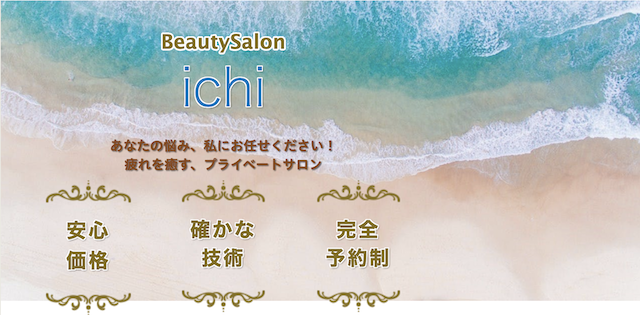 BeautySalon
ichi
あなたの悩み、私にお任せください！
疲れを癒す、プライベートサロン
安心
価格
確かな
技術
完全
予約制